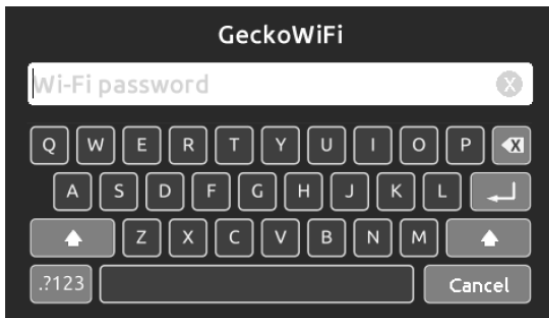 GeckoWiFi
Wi-Fi password
X
Q W E R T Y U I O P X
A S D F G H J K L
Z X C V B N M
.?123 Cancel